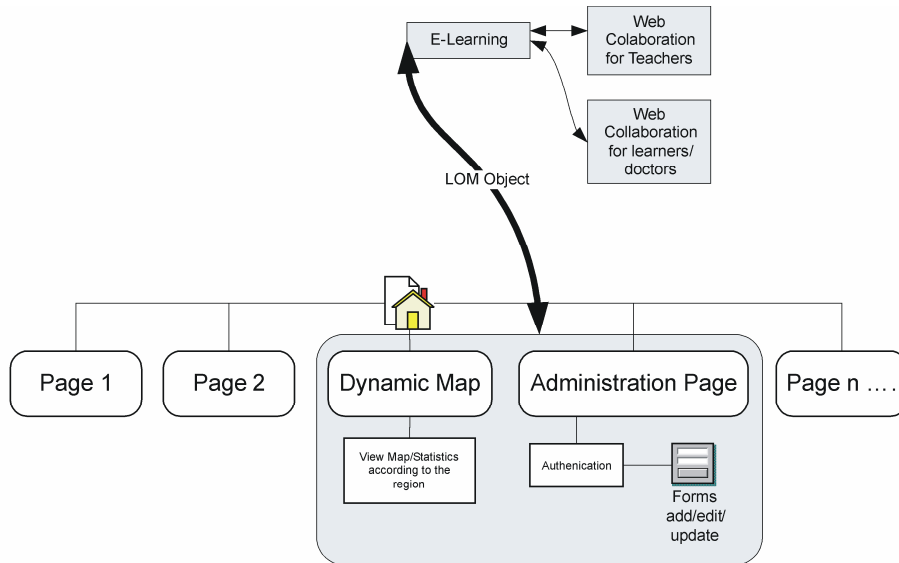 E-Learning
Web
Colaboration
for Teachers
Web
Collaboration
for learners/
doctors
LOM Object
Page 1
Page 2
Dynamic Map
Administration Page
Page n ….
View Map/Statistics
according to the
region
Authenication
Forms
add/edit/
update